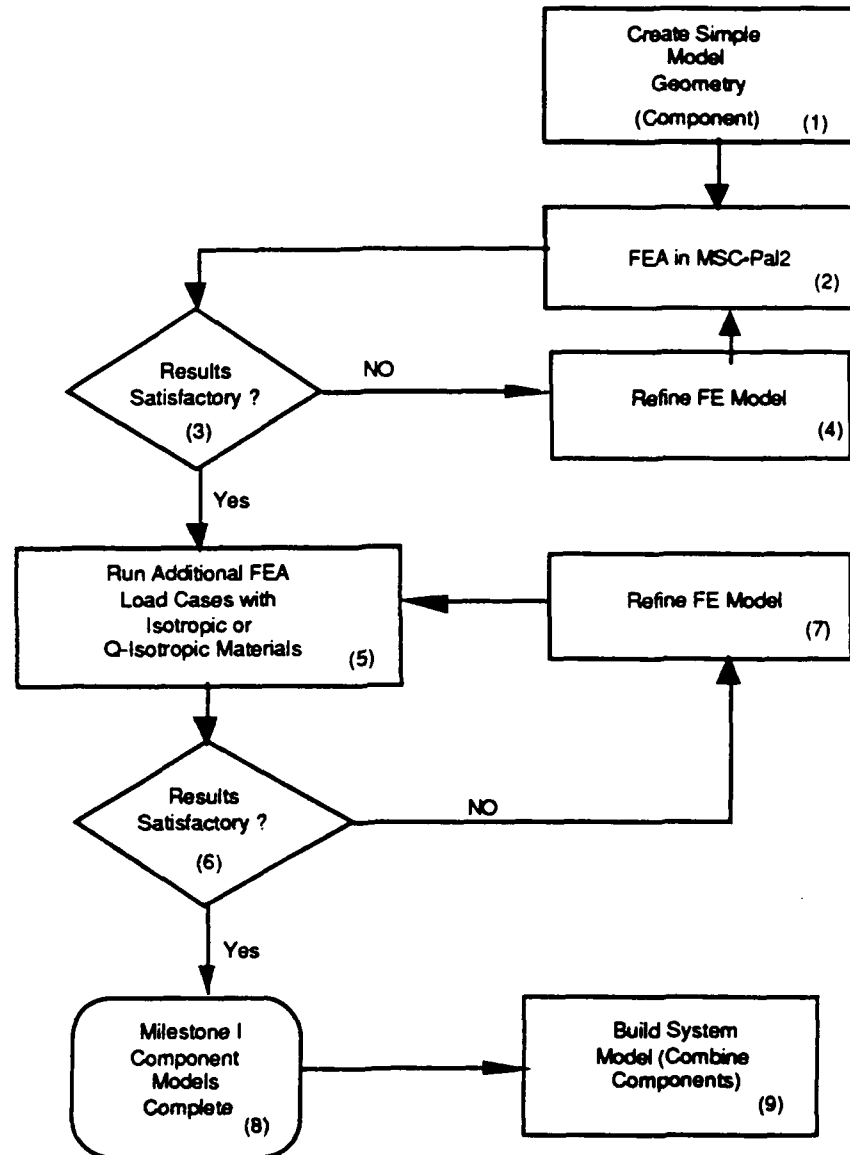 Create Simple
Model
Geometry
(Component)
(1)
FEA in MSC-Pal2
(2)
Results
Satisfactory ?
(3)
NO
Refine FE Model
(4)
Yes
Run Additional FEA
Load Cases with
Isotropic or
Q-Isotropic Materials
(5)
Refine FE Model
(7)
Results
Satisfactory ?
(6)
NO
Yes
Milestone I
Component
Models
Complete
(8)
Build System
Model (Combine
Components)
(9)